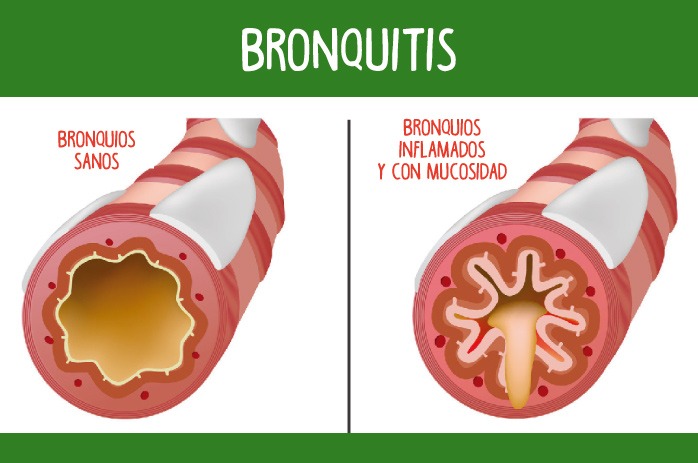 BRONQUITIS
BRONQUIOS
SANOS
BRONQUIOS
INFLAMADOS
Y CON MUCOSIDAD